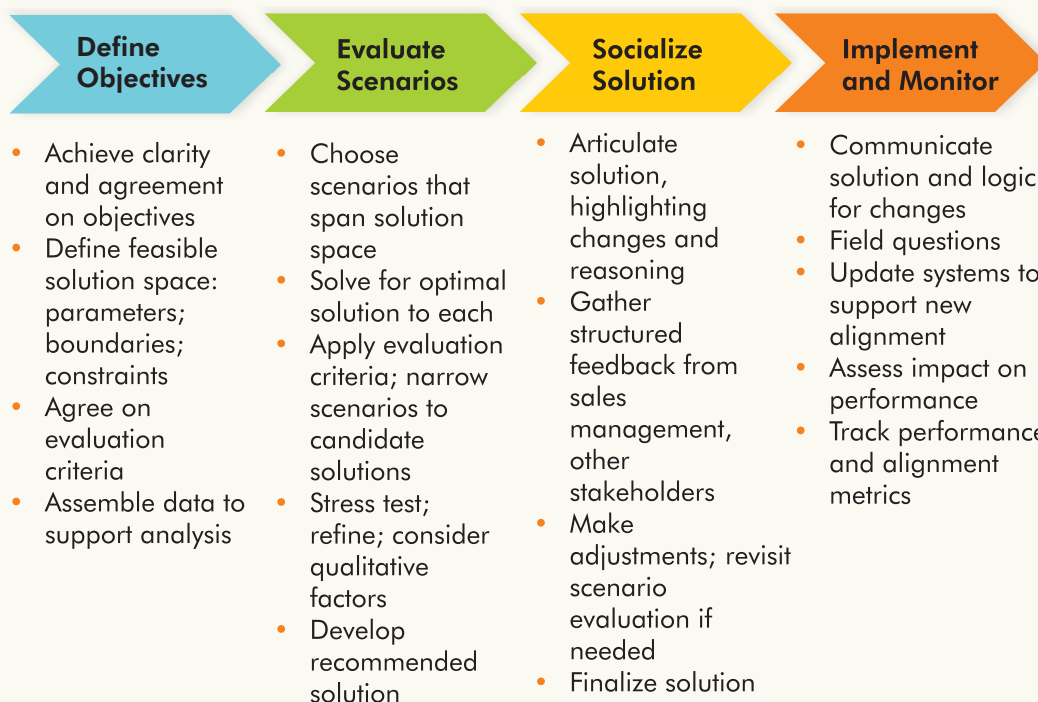 Define
Objectives
• Achieve clarity
and agreement
on objectives
• Define feasible
solution space:
parameters;
boundaries;
constraints
• Agree on
evaluation
criteria
• Assemble data to
support analysis
Evaluate
Scenarios
• Choose
scenarios that
span solution
space
• Solve for optimal
solution to each
• Apply evaluation
criteria; narrow
scenarios to
candidate
solutions
• Stress test;
refine; consider
qualitative
factors
• Develop
recommended
solution
Socialize
Solution
• Articulate
solution,
highlighting
changes and
reasoning
• Gather
structured
feedback from
sales
management,
other
stakeholders
• Make
adjustments; revisit
scenario
evaluation if
needed
• Finalize solution
Implement
and Monitor
• Communicate
solution and logic
for changes
• Field questions
• Update systems to
support new
alignment
• Assess impact on
performance
• Track performance
and alignment
metrics